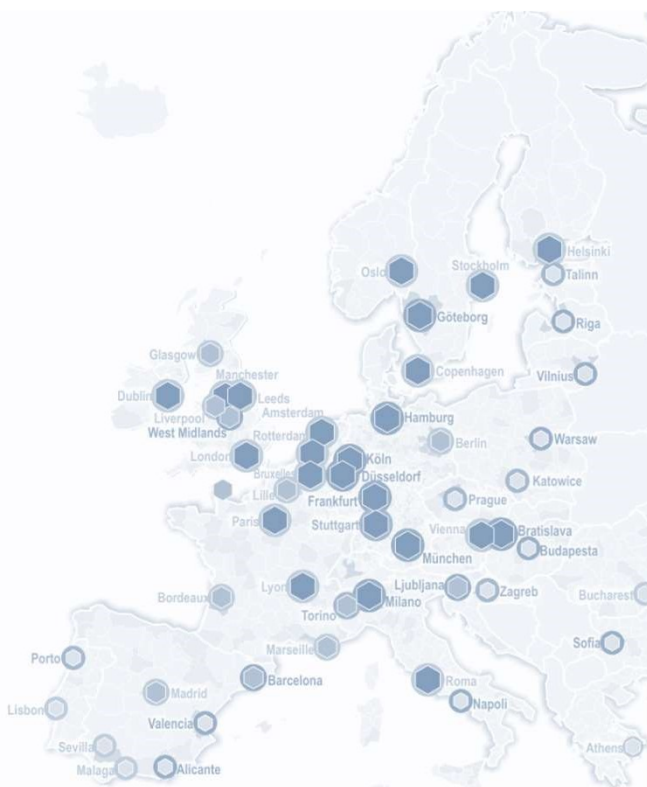 Helsinki
Oslo
Stockholm
Talinn
Göteborg
Riga
Glasgow
Manchester
Copenhagen
Vilnius
Dublin
Leeds
Liverpool
Amsterdam
Hamburg
West Midlands
Rotterdam
Berlin
Warsaw
London
Köln
Bruxelles
Düsseldorf
Katowice
Lille
Frankfurt
Prague
Paris
Stuttgart
Vienna
Bratislava
München
Budapesta
Lyon
Ljubljana
Zagreb
Bucharest
Bordeaux
Milano
Torino
Sofia
Marseille
Porto
Barcelona
Roma
Madrid
Napoli
Lisbon
Valencia
Sevilla
Athens
Malaga
Alicante